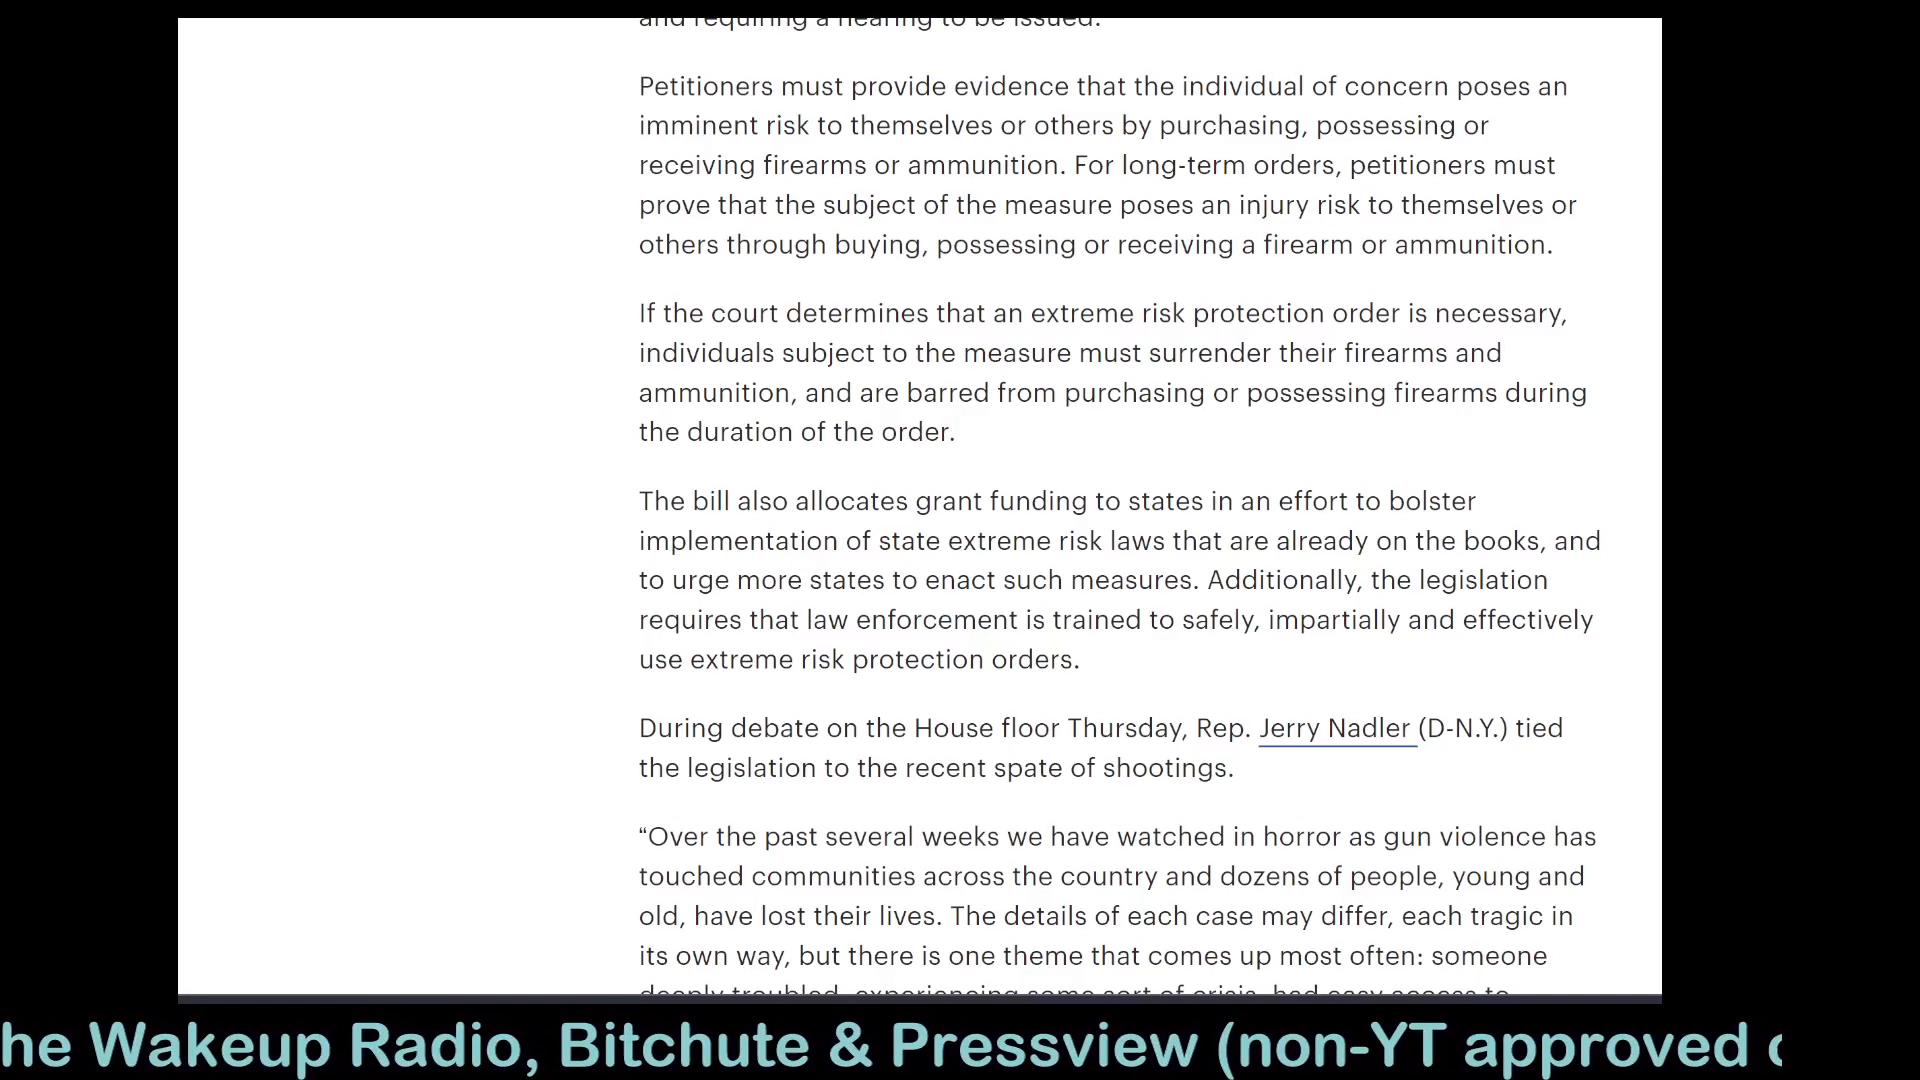 and requiring a hearing to be issued.
Petitioners must provide evidence that the individual of concern poses an
imminent risk to themselves or others by purchasing, possessing or
receiving firearms or ammunition. For long-term orders, petitioners must
prove that the subject of the measure poses an injury risk to themselves or
others through buying, possessing or receiving a firearm or ammunition.
If the court determines that an extreme risk protection order is necessary,
individuals subject to the measure must surrender their firearms and
ammunition, and are barred from purchasing or possessing firearms during
the duration of the order.
The bill also allocates grant funding to states in an effort to bolster
implementation of state extreme risk laws that are already on the books, and
to urge more states to enact such measures. Additionally, the legislation
requires that law enforcement is trained to safely, impartially and effectively
use extreme risk protection orders.
During debate on the House floor Thursday, Rep. Jerry Nadler (D-N.Y.) tied
the legislation to the recent spate of shootings.
“Over the past several weeks we have watched in horror as gun violence has
touched communities across the country and dozens of people, young and
old, have lost their lives. The details of each case may differ, each tragic in
its own way, but there is one theme that comes up most often: someone
deeply troubled, experiencing some sort of crisis, had easy access to
he Wakeup Radio, Bitchute & Pressview (non-YT approved